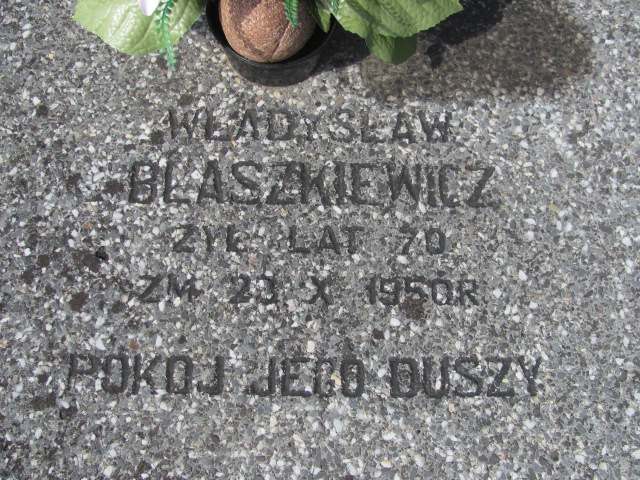 WŁADYSŁAW
BŁASZKIEWICZ
ŻYŁ LAT 70
ZM 23 X 1950R
POKÓJ JEGO DUSZY